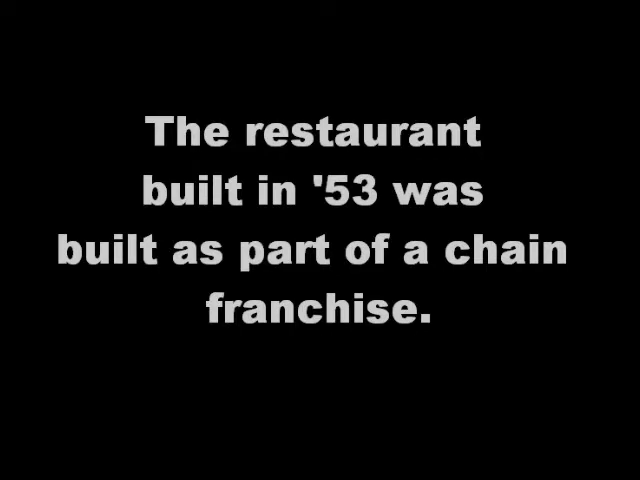 The restaurant
built in '53 was
built as part of a chain
franchise.